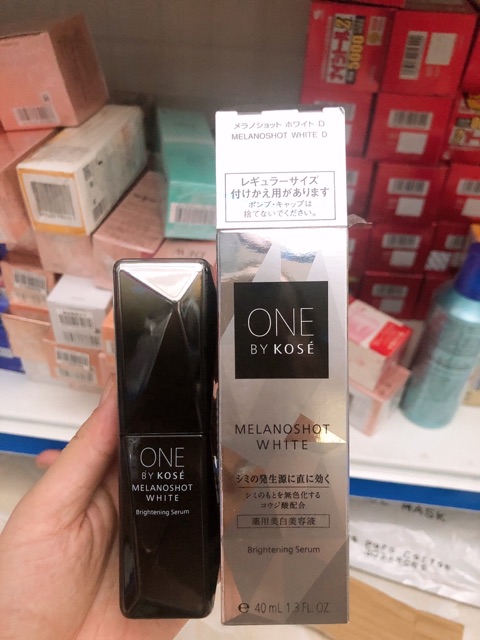 メラノショット ホワイト D
MELANOSHOT WHITE D
レギュラーサイズ
付けかえ用があります
ポンプ・キャップは
捨てないでください。
ONE
BY KOSÉ
MELANOSHOT
WHITE
シミの発生源に直に効く
シミのもとを無色化する
コウジ酸配合
薬用美白美容液
Brightening Serum
e 40 mL 1.3 FL. OZ
ONE
BY KOSÉ
MELANOSHOT
WHITE
Brightening Serum
MASK